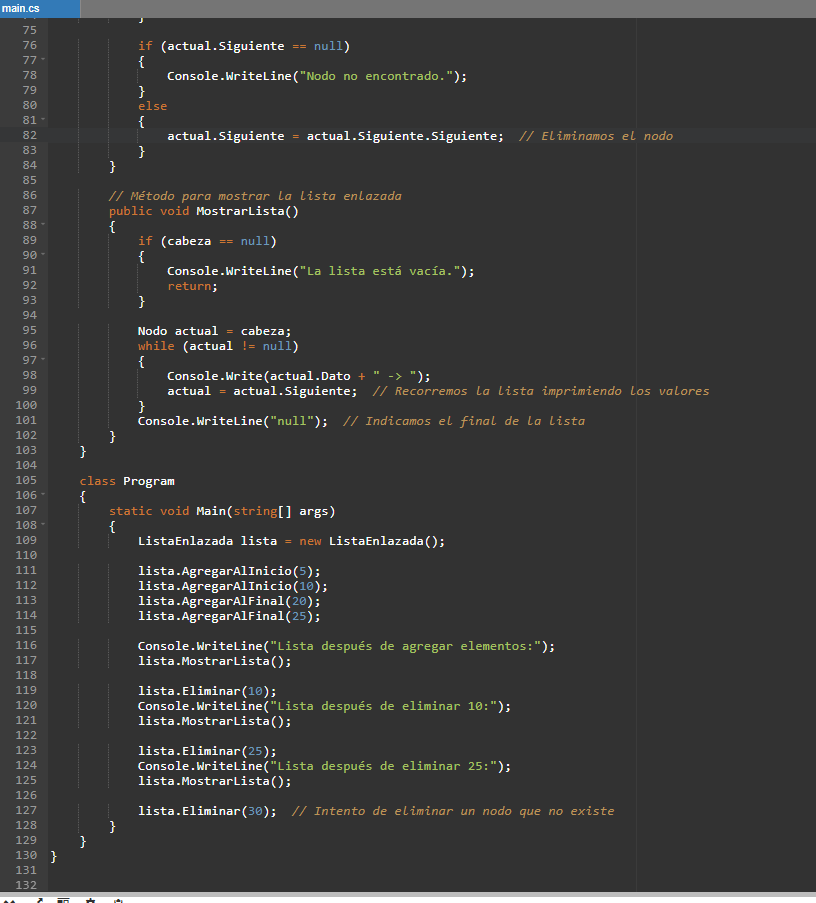 main.cs
75
76 if (actual.Siguiente == null)
77 {
78 Console.WriteLine("Nodo no encontrado.");
79 }
80 else
81 {
82 actual.Siguiente = actual.Siguiente.Siguiente; // Eliminamos el nodo
83 }
84 }
85
86 // Método para mostrar la lista enlazada
87 public void MostrarLista()
88 {
89 if (cabeza == null)
90 {
91 Console.WriteLine("La lista está vacía.");
92 return;
93 }
94
95 Nodo actual = cabeza;
96 while (actual != null)
97 {
98 Console.Write(actual.Dato + " -> ");
99 actual = actual.Siguiente; // Recorremos la lista imprimiendo los valores
100 }
101 Console.WriteLine("null"); // Indicamos el final de la lista
102 }
103 }
104
105 class Program
106 {
107 static void Main(string[] args)
108 {
109 ListaEnlazada lista = new ListaEnlazada();
110
111 lista.AgregarAlInicio(5);
112 lista.AgregarAlInicio(10);
113 lista.AgregarAlFinal(20);
114 lista.AgregarAlFinal(25);
115
116 Console.WriteLine("Lista después de agregar elementos:");
117 lista.MostrarLista();
118
119 lista.Eliminar(10);
120 Console.WriteLine("Lista después de eliminar 10:");
121 lista.MostrarLista();
122
123 lista.Eliminar(25);
124 Console.WriteLine("Lista después de eliminar 25:");
125 lista.MostrarLista();
126
127 lista.Eliminar(30); // Intento de eliminar un nodo que no existe
128 }
129 }
130 }
131
132